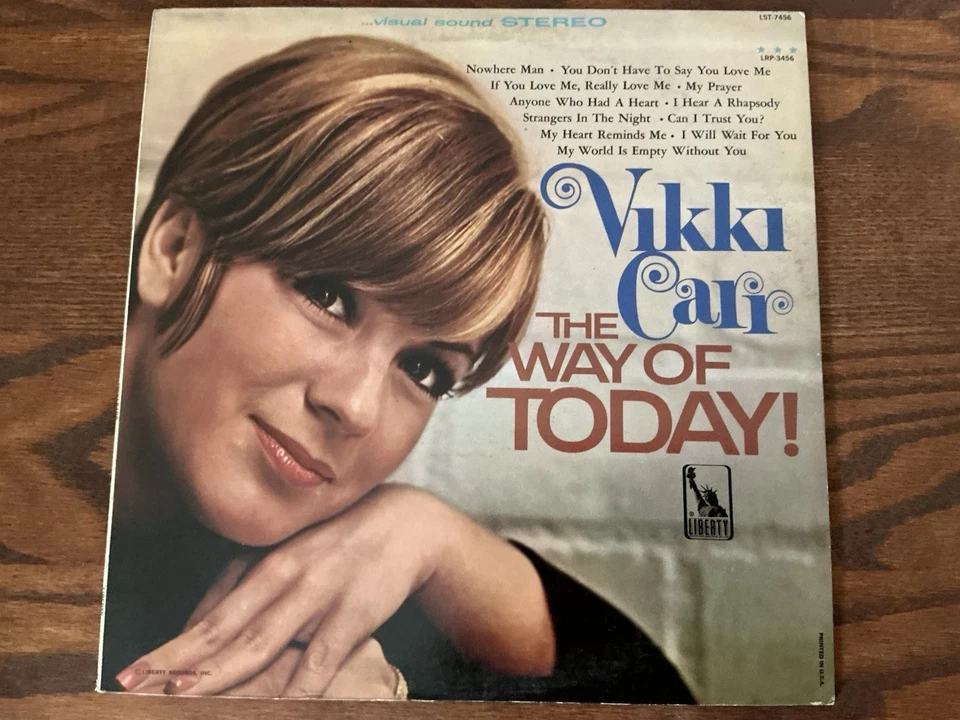 ...visual sound STEREO
LST-7456
★ ★ ★
LRP-3456
Nowhere Man • You Don't Have To Say You Love Me
If You Love Me, Really Love Me • My Prayer
Anyone Who Had A Heart • I Hear A Rhapsody
Strangers In The Night • Can I Trust You?
My Heart Reminds Me • I Will Wait For You
My World Is Empty Without You
Vikki
Carr
THE
WAY OF
TODAY!
® LIBERTY
© LIBERTY RECORDS, INC.
PRINTED IN U.S.A.